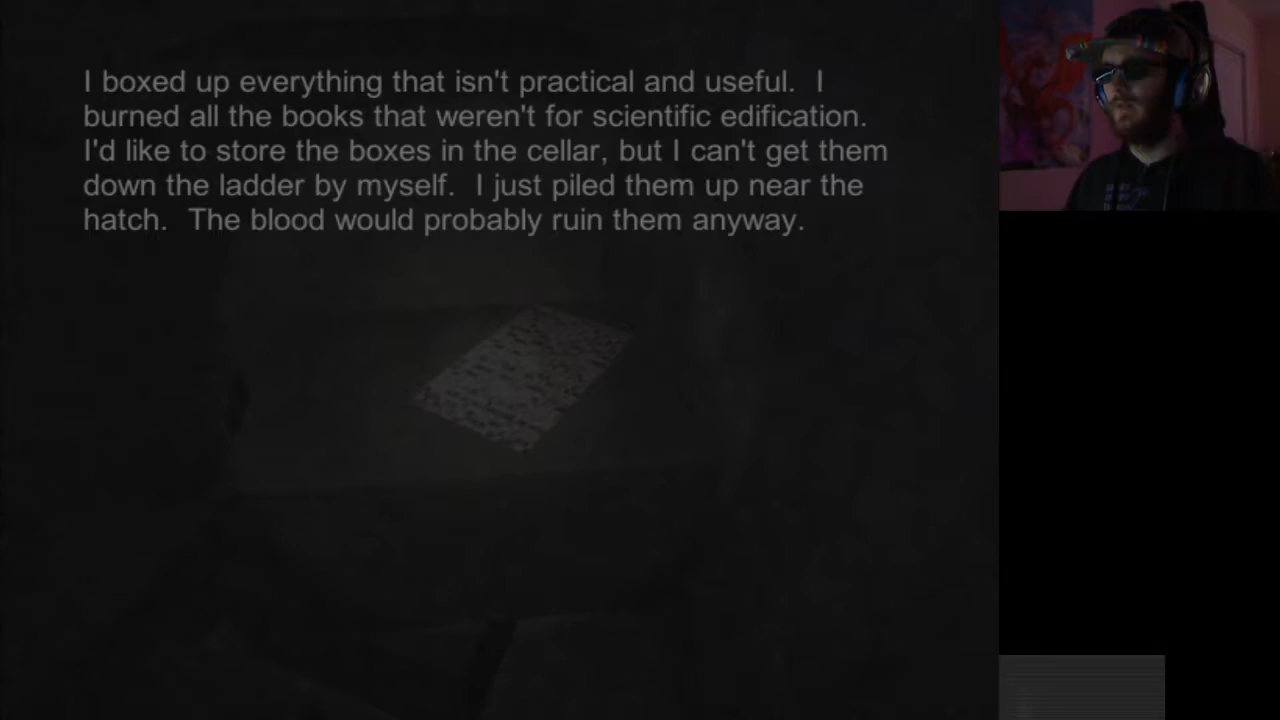 I boxed up everything that isn't practical and useful.  I
burned all the books that weren't for scientific edification.
I'd like to store the boxes in the cellar, but I can't get them
down the ladder by myself.  I just piled them up near the
hatch.  The blood would probably ruin them anyway.